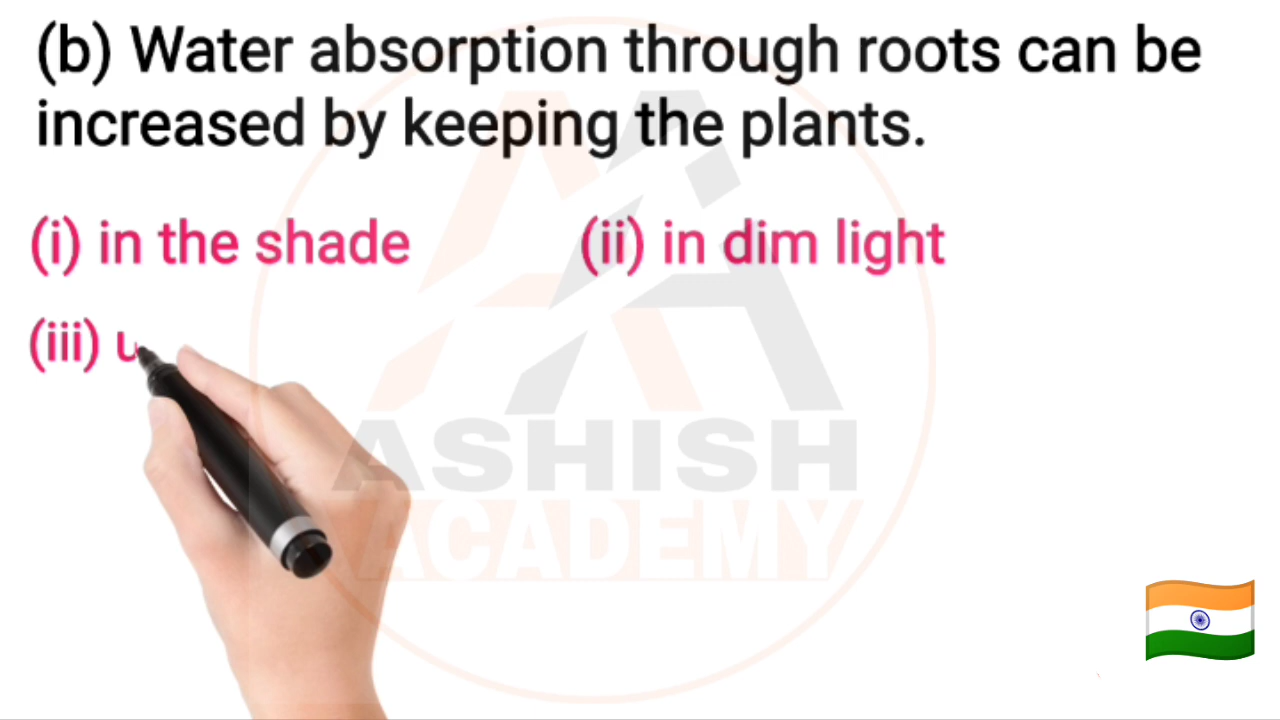 (b) Water absorption through roots can be
increased by keeping the plants.
(i) in the shade (ii) in dim light
(iii) u
ASHISH
ACADEMY